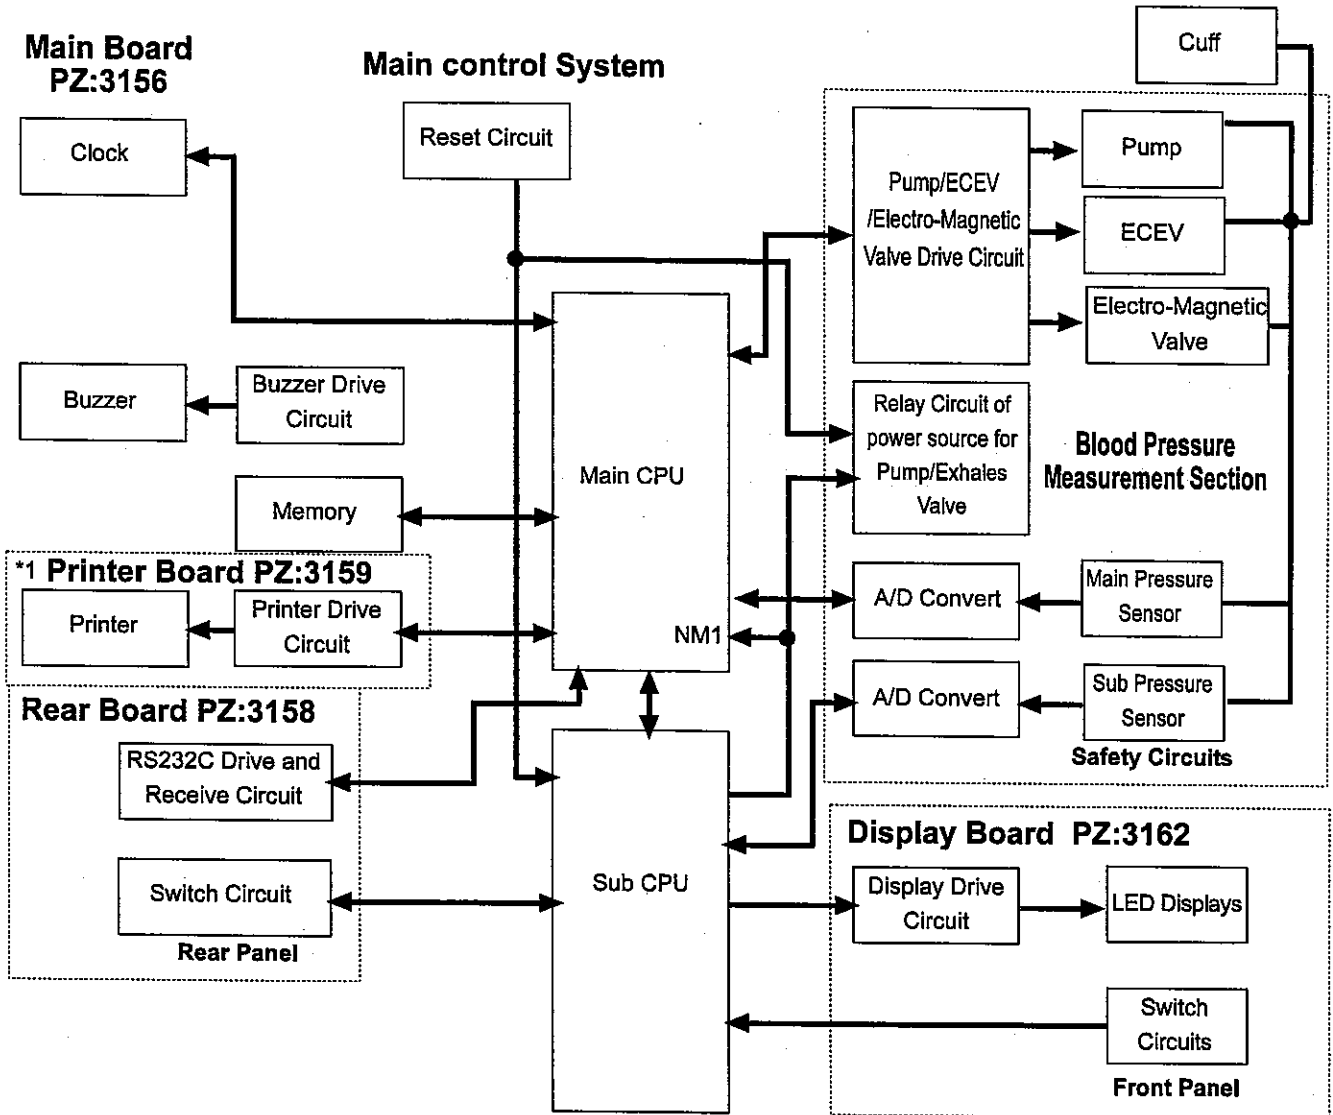 Main Board
PZ:3156
Main control System
Cuff
Clock
Reset Circuit
Pump/ECEV
/Electro-Magnetic
Valve Drive Circuit
Pump
ECEV
Electro-Magnetic
Valve
Buzzer
Buzzer Drive
Circuit
Memory
Main CPU
NM1
Relay Circuit of
power source for
Pump/Exhales
Valve
Blood Pressure
Measurement Section
*1 Printer Board PZ:3159
Printer
Printer Drive
Circuit
A/D Convert
Main Pressure
Sensor
A/D Convert
Sub Pressure
Sensor
Safety Circuits
Rear Board PZ:3158
RS232C Drive and
Receive Circuit
Switch Circuit
Rear Panel
Sub CPU
Display Board PZ:3162
Display Drive
Circuit
LED Displays
Switch
Circuits
Front Panel